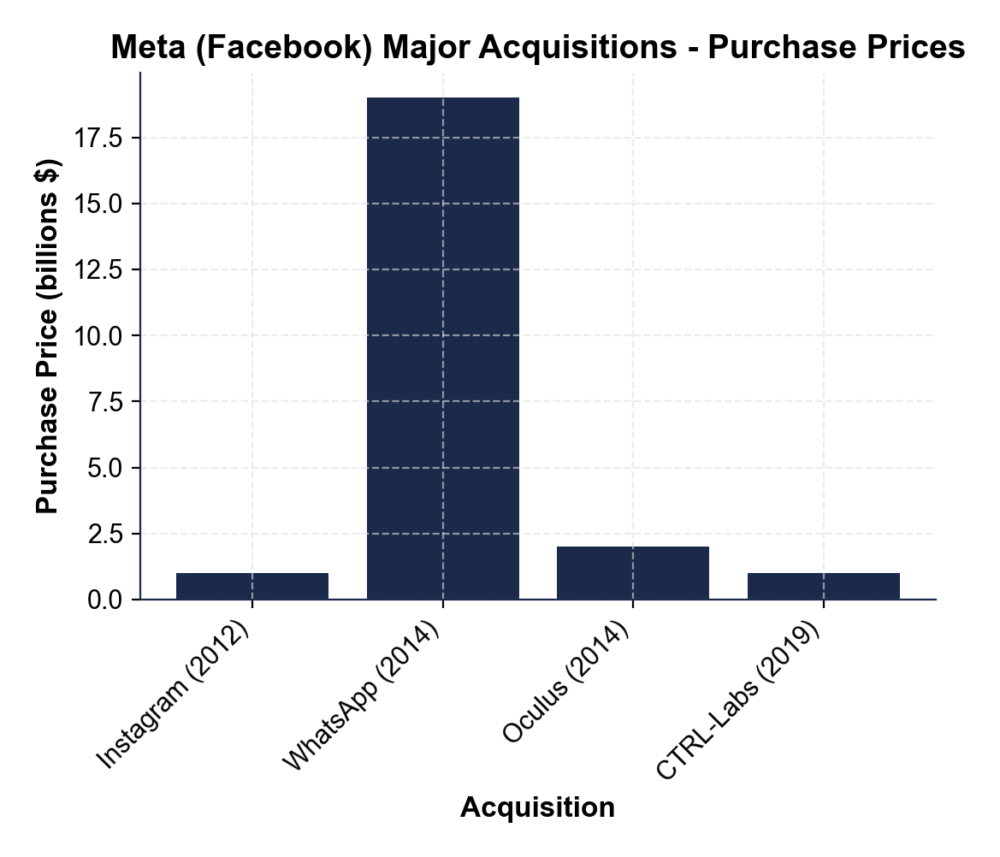 Meta (Facebook) Major Acquisitions - Purchase Prices
Purchase Price (billions $)
17.5
15.0
12.5
10.0
7.5
5.0
2.5
0.0
Instagram (2012)
WhatsApp (2014)
Oculus (2014)
CTRL-Labs (2019)
Acquisition